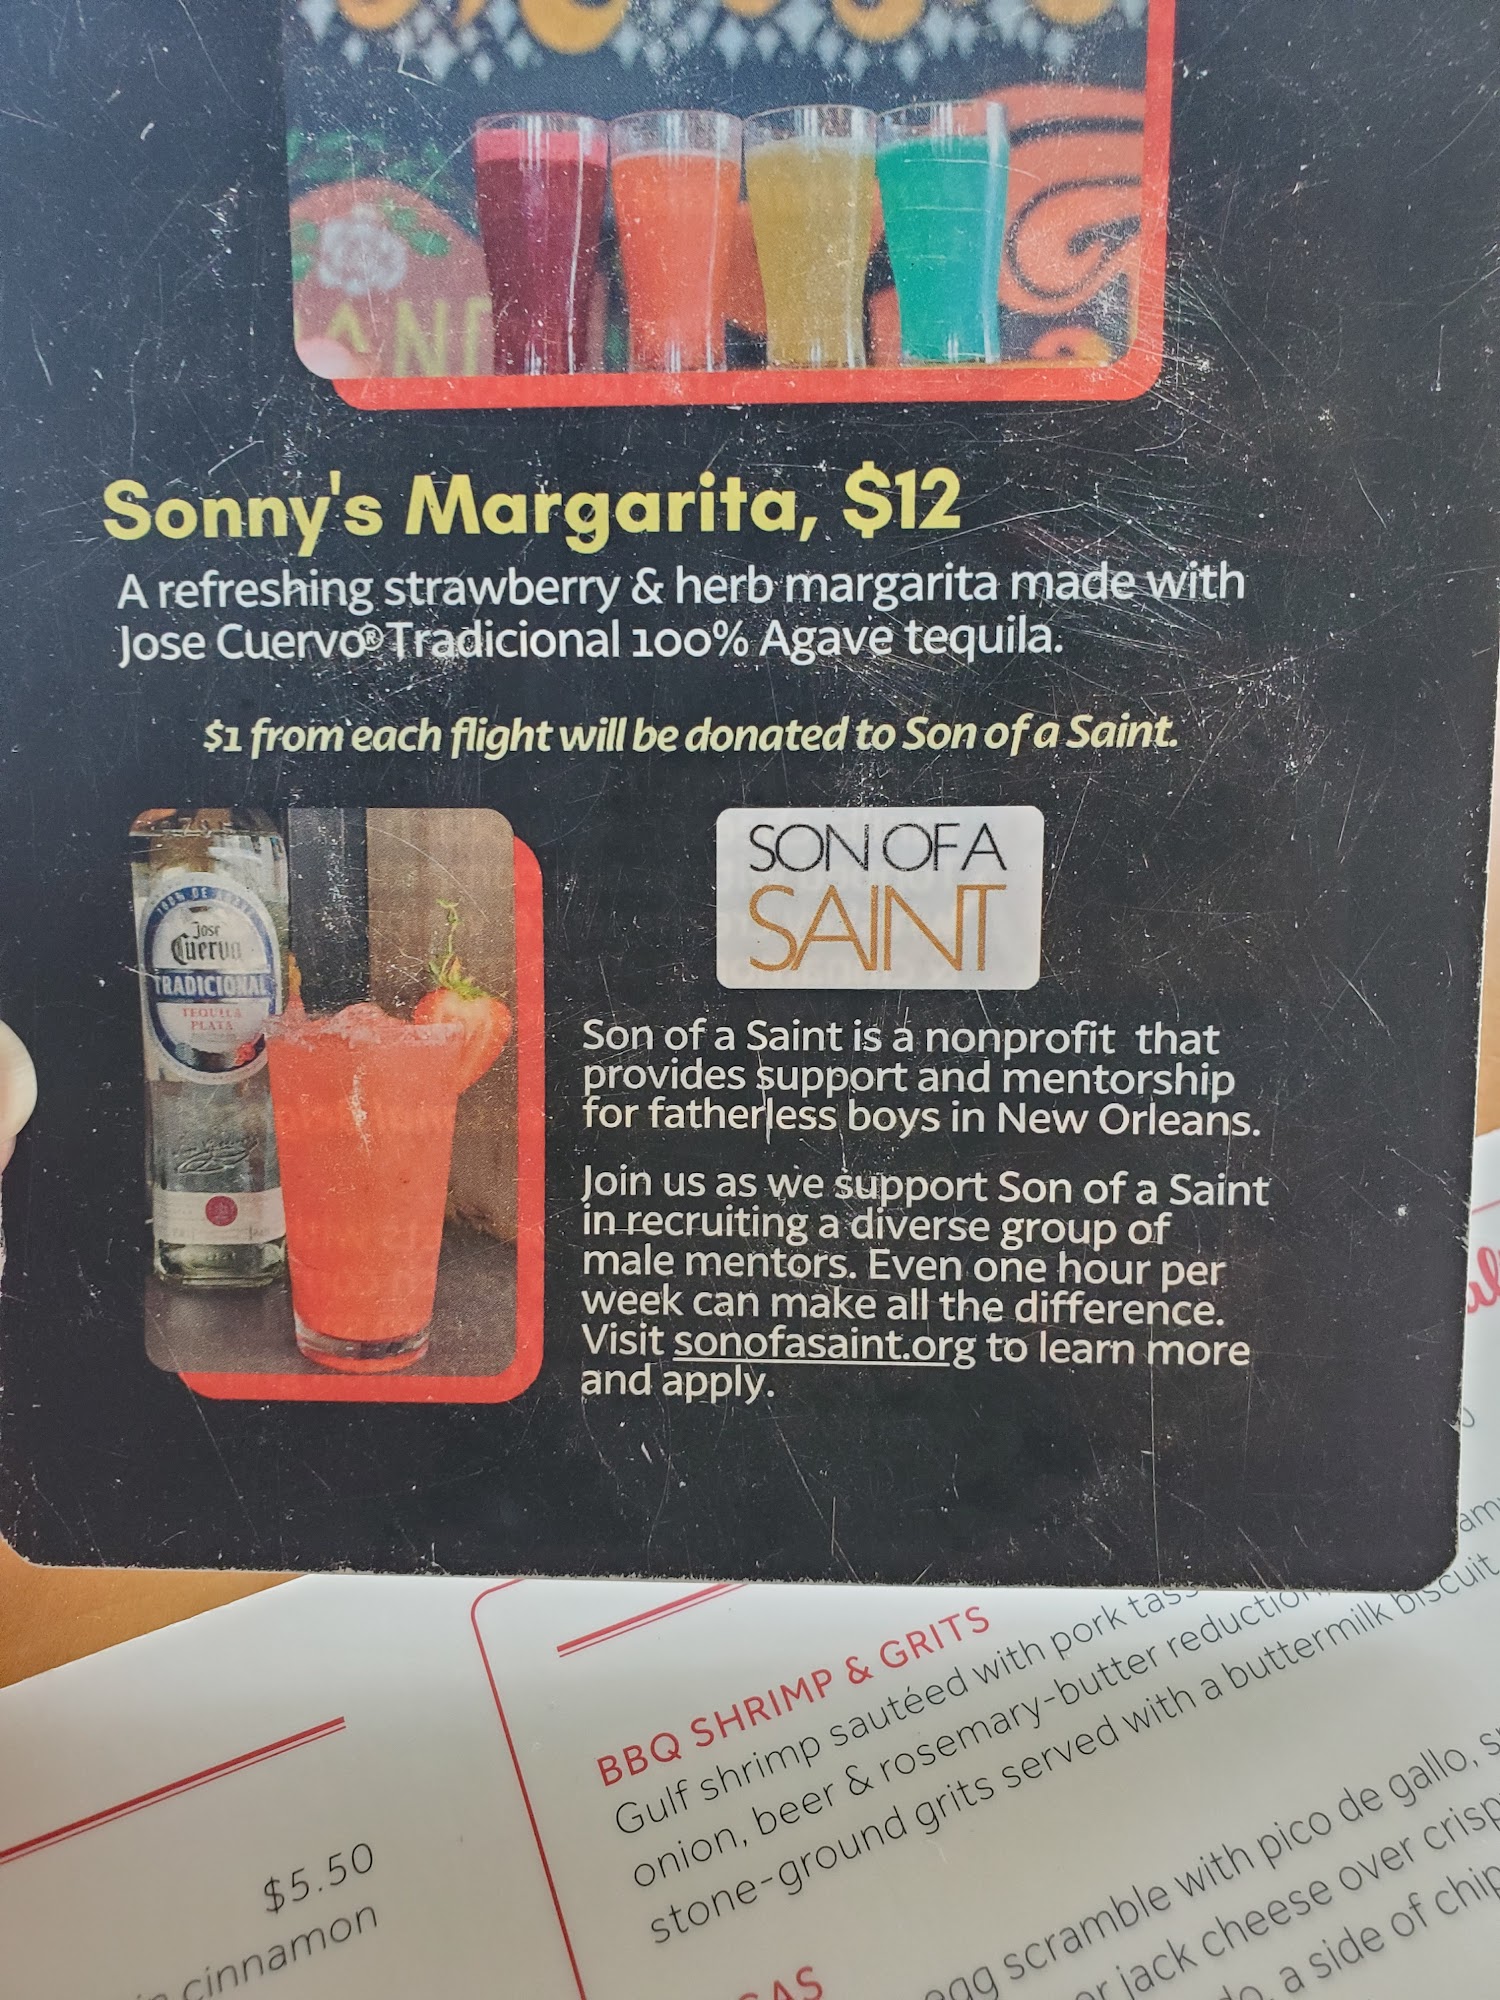 ANE
Sonny's Margarita, $12
A refreshing strawberry & herb margarita made with
Jose Cuervo® Tradicional 100% Agave tequila.
$1 from each flight will be donated to Son of a Saint.
Jose
Cuervo
TRADICIONAL
TEQUILA
PLATA
SON OF A
SAINT
Son of a Saint is a nonprofit that
provides support and mentorship
for fatherless boys in New Orleans.
Join us as we support Son of a Saint
in recruiting a diverse group of
male mentors. Even one hour per
week can make all the difference.
Visit sonofasaint.org to learn more
and apply.
$5.50
cinnamon
BBQ SHRIMP & GRITS
Gulf shrimp sautéed with pork
onion, beer & rosemary-butter reduction,
stone-ground grits served with a buttermilk biscuit
egg scramble with pico de gallo,
jack cheese over
a side of